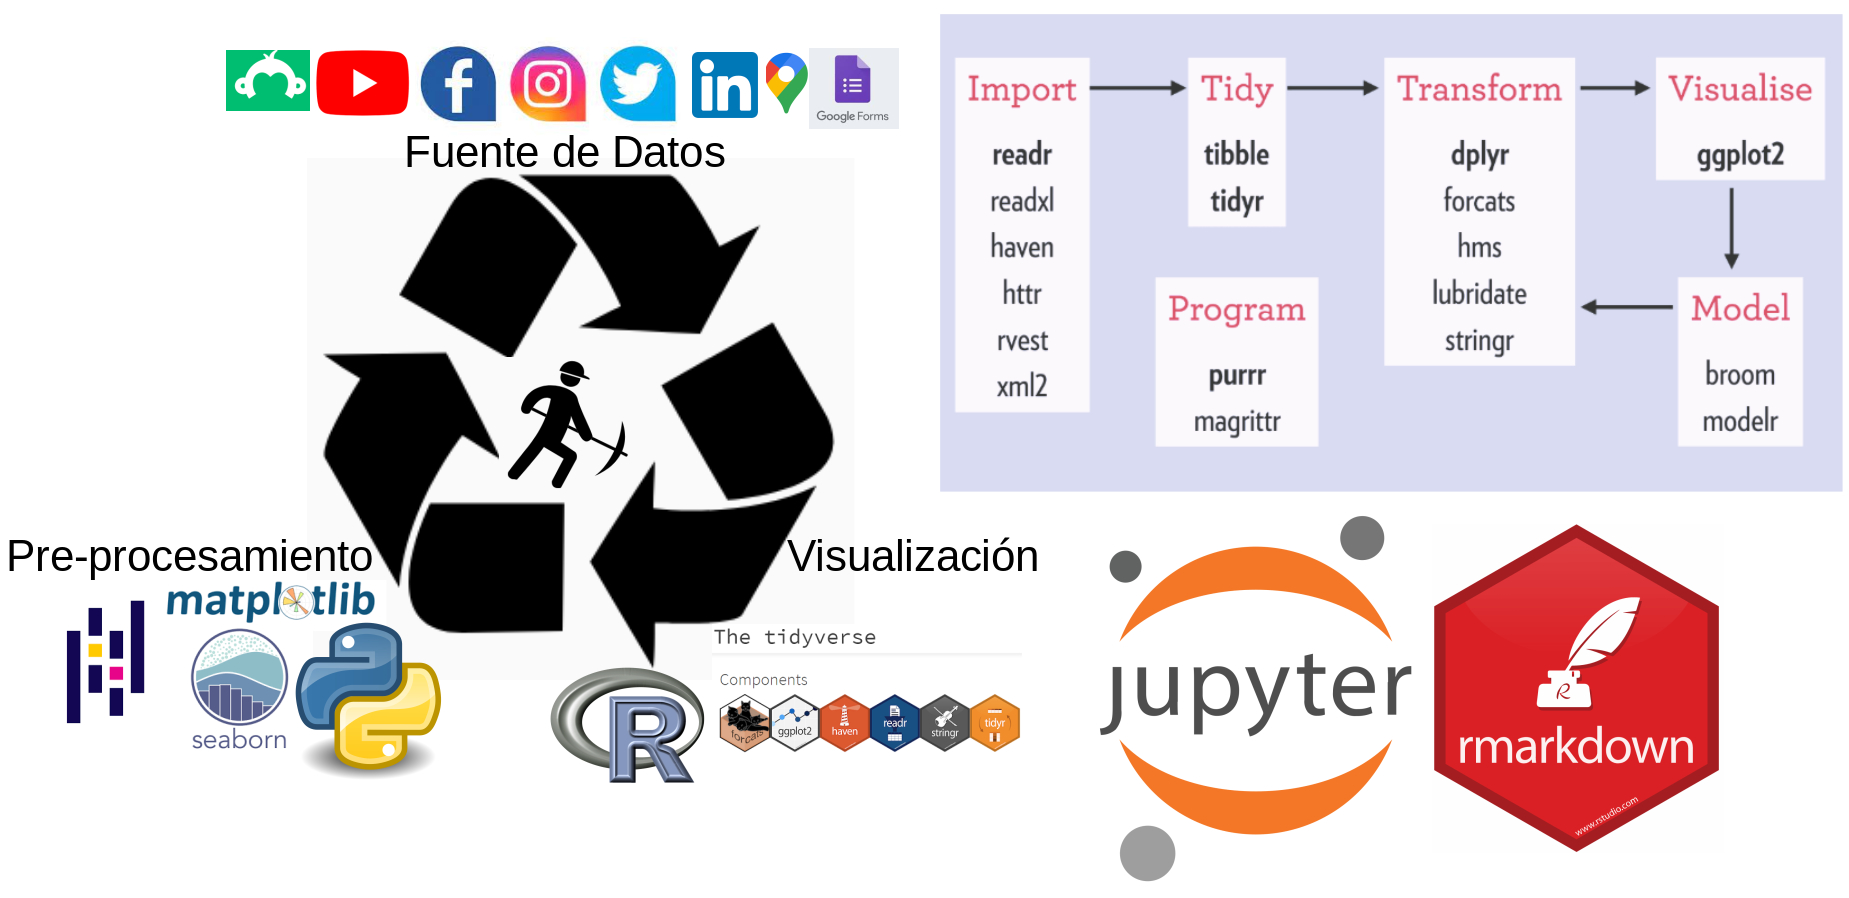 Google Forms
Fuente de Datos
Pre-procesamiento
matplotlib
seaborn
Visualización
The tidyverse
Components
forcats
ggplot2
haven
readr
stringr
tidyr
R
Import
readr
readxl
haven
httr
rvest
xml2
Tidy
tibble
tidyr
Program
purrr
magrittr
Transform
dplyr
forcats
hms
lubridate
stringr
Visualise
ggplot2
Model
broom
modelr
jupyter
R
rmarkdown
www.rstudio.com
f
in